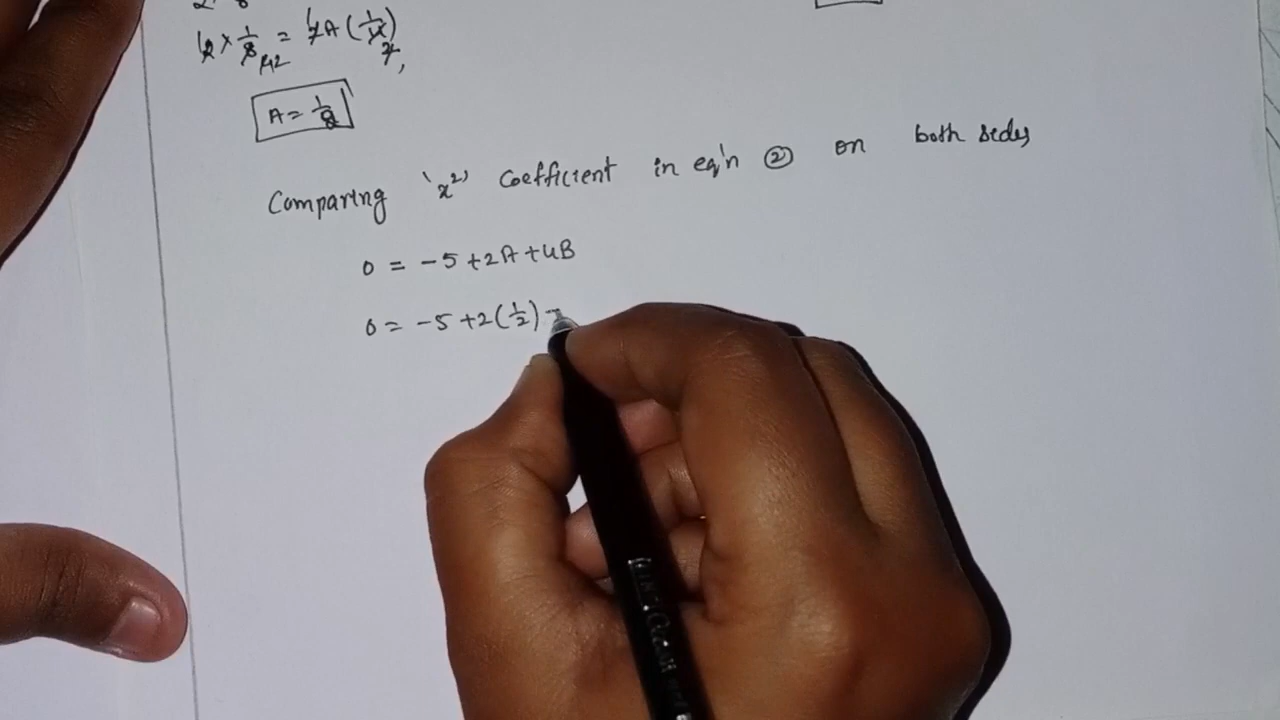 A = 1/8
Comparing 'x²' coefficient in eq'n ② on both sides
0 = -5 + 2A + 4B
0 = -5 + 2(1/2)